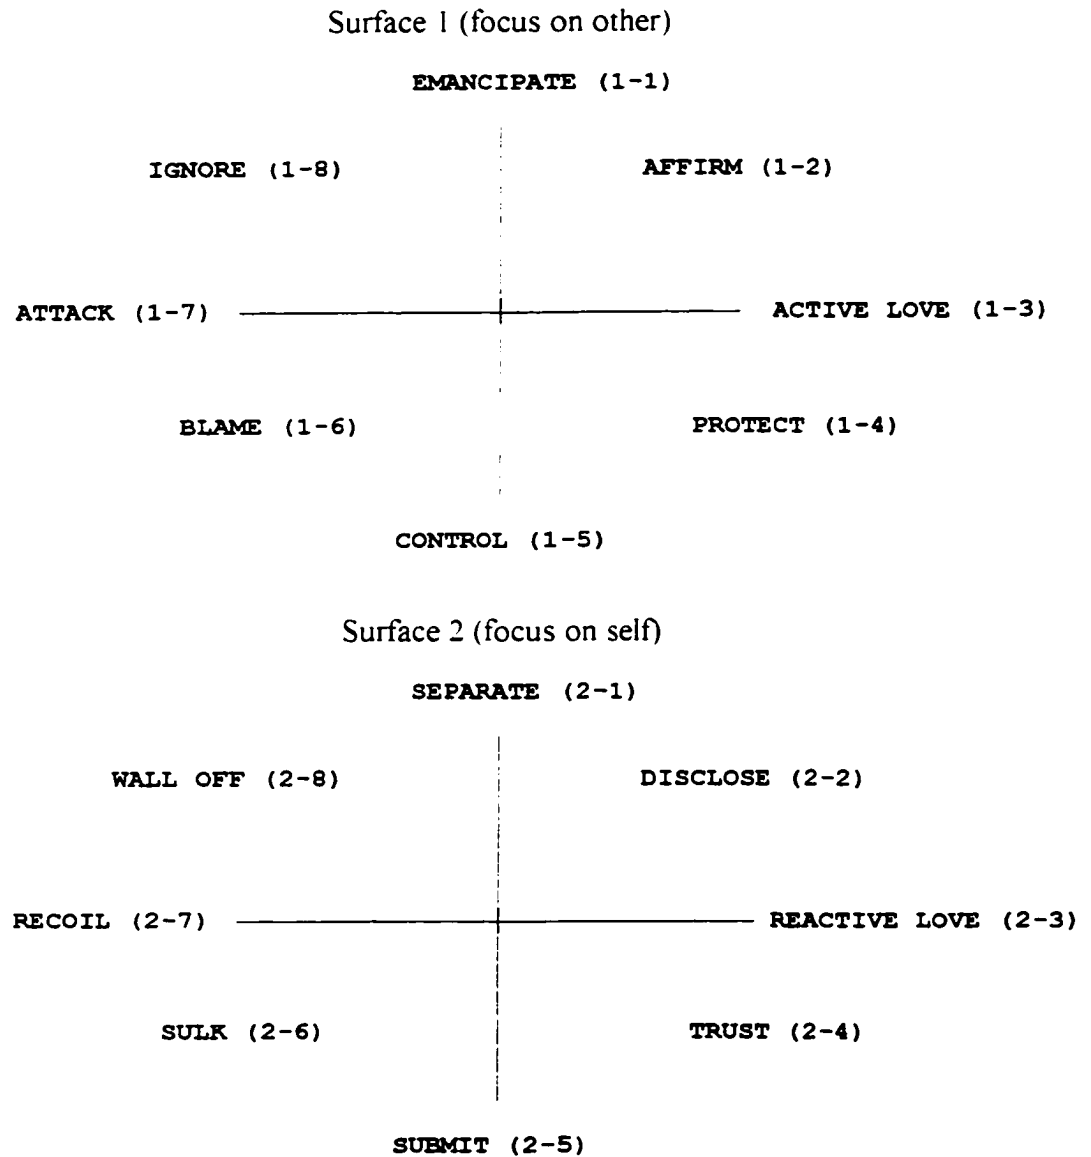 Surface 1 (focus on other)
EMANCIPATE (1-1)
IGNORE (1-8) AFFIRM (1-2)
ATTACK (1-7) ACTIVE LOVE (1-3)
BLAME (1-6) PROTECT (1-4)
CONTROL (1-5)
Surface 2 (focus on self)
SEPARATE (2-1)
WALL OFF (2-8) DISCLOSE (2-2)
RECOIL (2-7) REACTIVE LOVE (2-3)
SULK (2-6) TRUST (2-4)
SUBMIT (2-5)